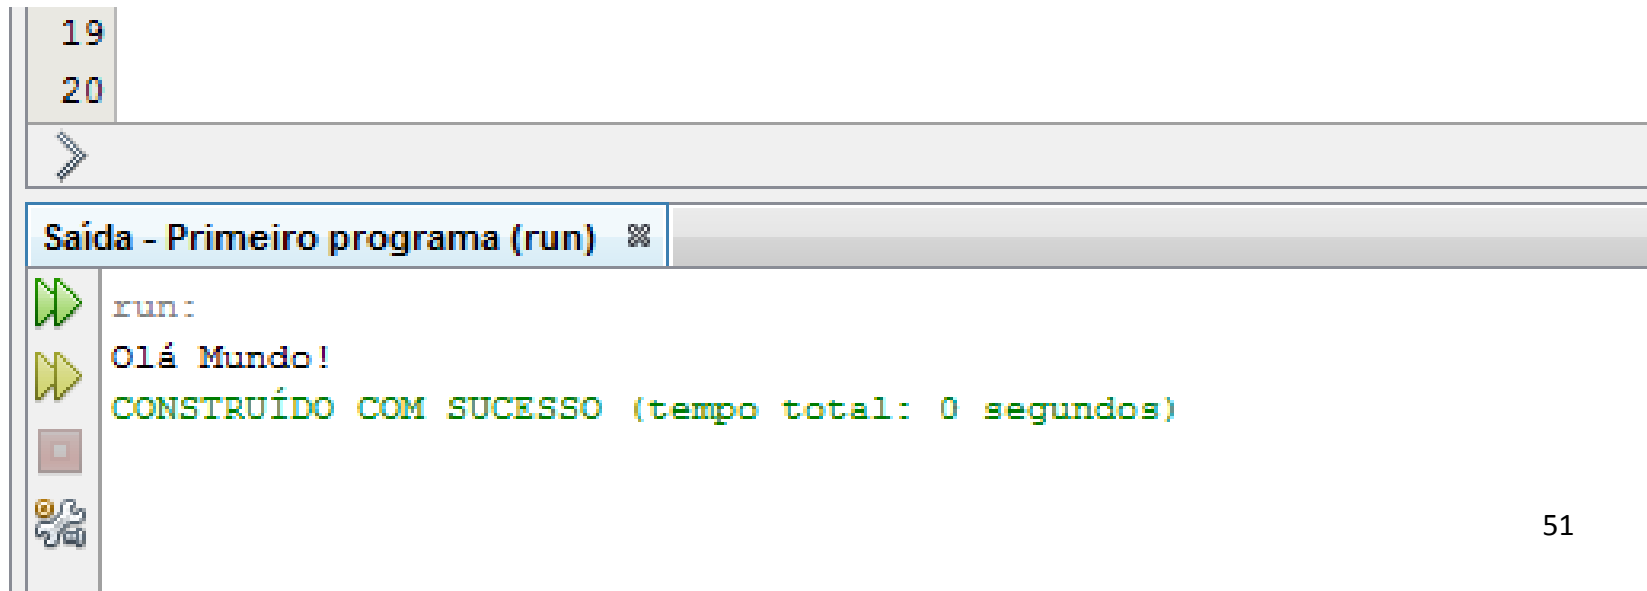 19
20
Saída - Primeiro programa (run)
run:
Olá Mundo!
CONSTRUÍDO COM SUCESSO (tempo total: 0 segundos)
51